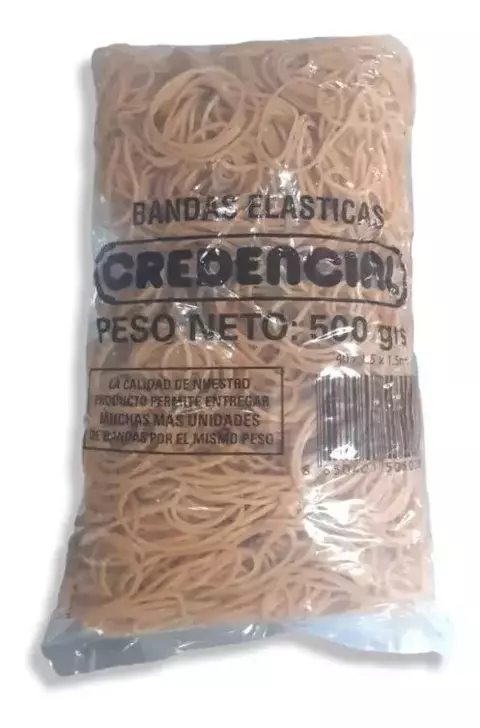 BANDAS ELASTICAS
CREDENCIAL
PESO NETO: 500 grs
LA CALIDAD DE NUESTRO
PRODUCTO PERMITE ENTREGAR
MUCHAS MAS UNIDADES
DE BANDAS POR EL MISMO PESO